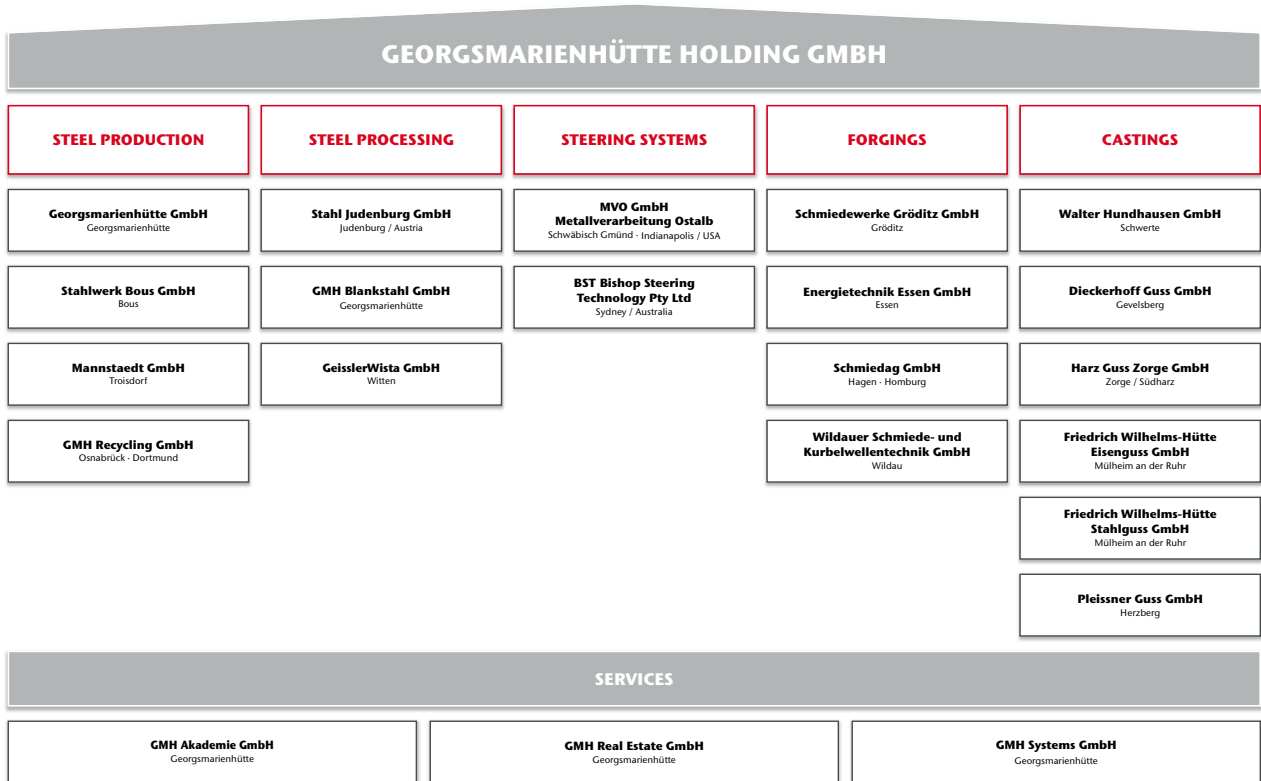 GEORGSMARIENHÜTTE HOLDING GMBH
STEEL PRODUCTION
Georgsmarienhütte GmbH
Georgsmarienhütte
Stahlwerk Bous GmbH
Bous
Mannstaedt GmbH
Troisdorf
GMH Recycling GmbH
Osnabrück · Dortmund
STEEL PROCESSING
Stahl Judenburg GmbH
Judenburg / Austria
GMH Blankstahl GmbH
Georgsmarienhütte
GeisslerWista GmbH
Witten
STEERING SYSTEMS
MVO GmbH
Metallverarbeitung Ostalb
Schwäbisch Gmünd · Indianapolis / USA
BST Bishop Steering
Technology Pty Ltd
Sydney / Australia
FORGINGS
Schmiedewerke Gröditz GmbH
Gröditz
Energietechnik Essen GmbH
Essen
Schmiedag GmbH
Hagen · Homburg
Wildauer Schmiede- und
Kurbelwellentechnik GmbH
Wildau
CASTINGS
Walter Hundhausen GmbH
Schwerte
Dieckerhoff Guss GmbH
Gevelsberg
Harz Guss Zorge GmbH
Zorge / Südharz
Friedrich Wilhelms-Hütte
Eisenguss GmbH
Mülheim an der Ruhr
Friedrich Wilhelms-Hütte
Stahlguss GmbH
Mülheim an der Ruhr
Pleissner Guss GmbH
Herzberg
SERVICES
GMH Akademie GmbH
Georgsmarienhütte
GMH Real Estate GmbH
Georgsmarienhütte
GMH Systems GmbH
Georgsmarienhütte